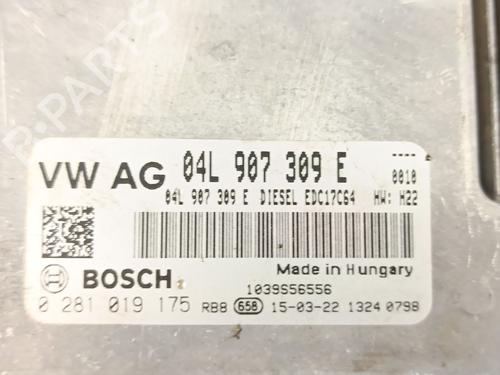 B-PARTS
VW AG 04L 907 309 E ----
0010
04L 907 309 E DIESEL EDC17C64 HW: H22
BOSCH
Made in Hungary
1039S56556
0 281 019 175 RB8 658 15-03-22 1324 0798